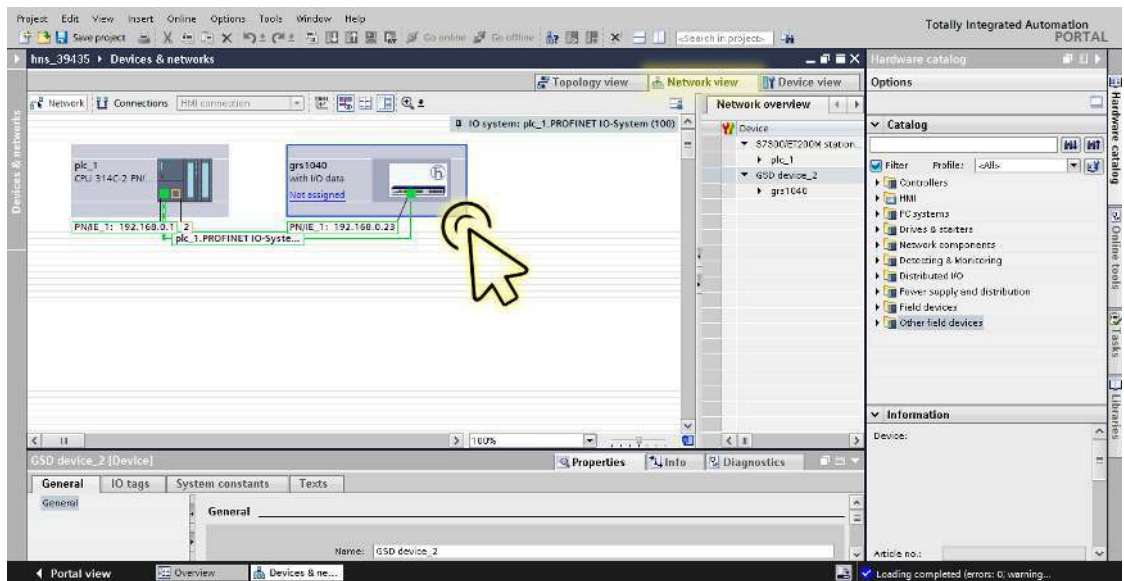 Project Edit View Insert Online Options Tools Window Help
Totally Integrated Automation
PORTAL
Save project
Go online
Go offline
<Search in project>
hns_39435 ▸ Devices & networks
Hardware catalog
Topology view
Network view
Device view
Options
Network
Connections
HMI connection
Network overview
Devices & networks
IO system: plc_1.PROFINET IO-System (100)
Device
Catalog
S7300/ET200M station...
plc_1
GSD device_2
grs1040
Filter
Profile:
<All>
plc_1
CPU 314C-2 PN/...
grs1040
with I/O data
Not assigned
PN/IE_1: 192.168.0.1
2
PN/IE_1: 192.168.0.23
plc_1.PROFINET IO-Syste...
Controllers
HMI
PC systems
Drives & starters
Network components
Detecting & Monitoring
Distributed I/O
Power supply and distribution
Field devices
Other field devices
Hardware catalog
Online tools
Tasks
Libraries
Information
Device:
100%
GSD device_2 [Device]
Properties
Info
Diagnostics
General
IO tags
System constants
Texts
General
General
Name:
GSD device_2
Article no.:
Portal view
Overview
Devices & ne...
Loading completed (errors: 0; warning...